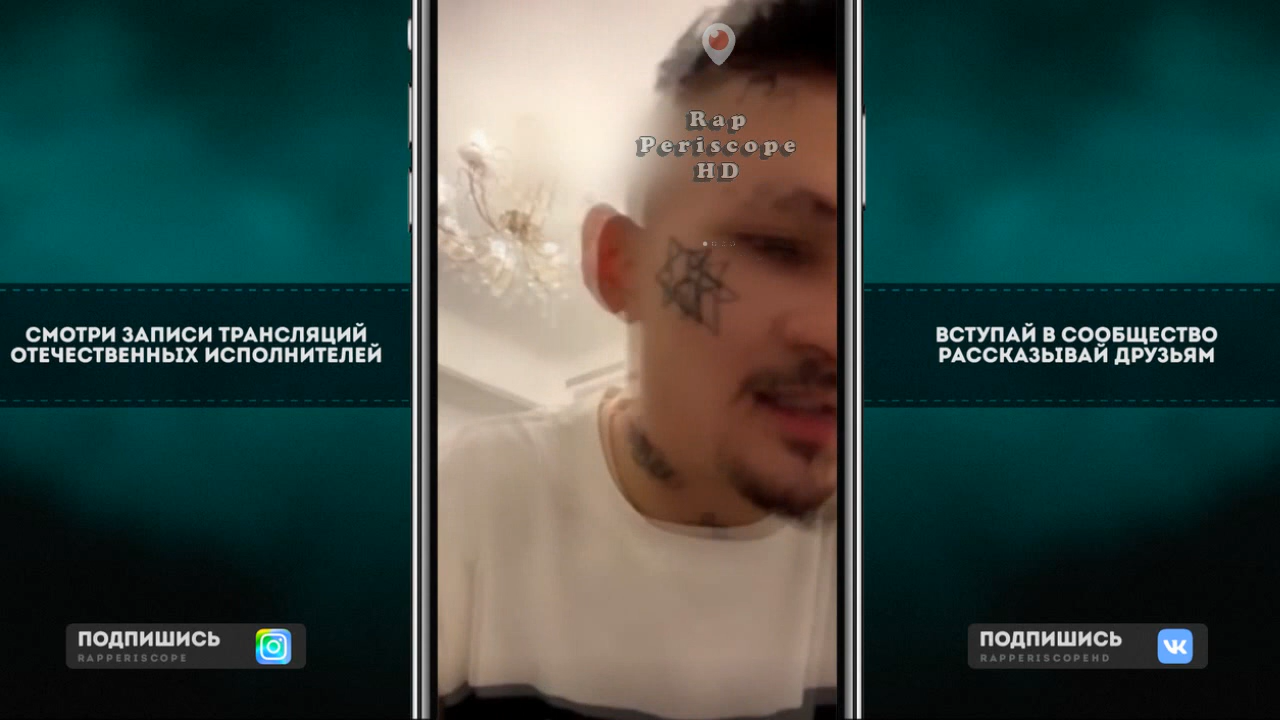 Rap
Periscope
HD
СМОТРИ ЗАПИСИ ТРАНСЛЯЦИЙ
ОТЕЧЕСТВЕННЫХ ИСПОЛНИТЕЛЕЙ
ВСТУПАЙ В СООБЩЕСТВО
РАССКАЗЫВАЙ ДРУЗЬЯМ
ПОДПИШИСЬ
RAPPERISCOPE
ПОДПИШИСЬ
RAPPERISCOPEHD